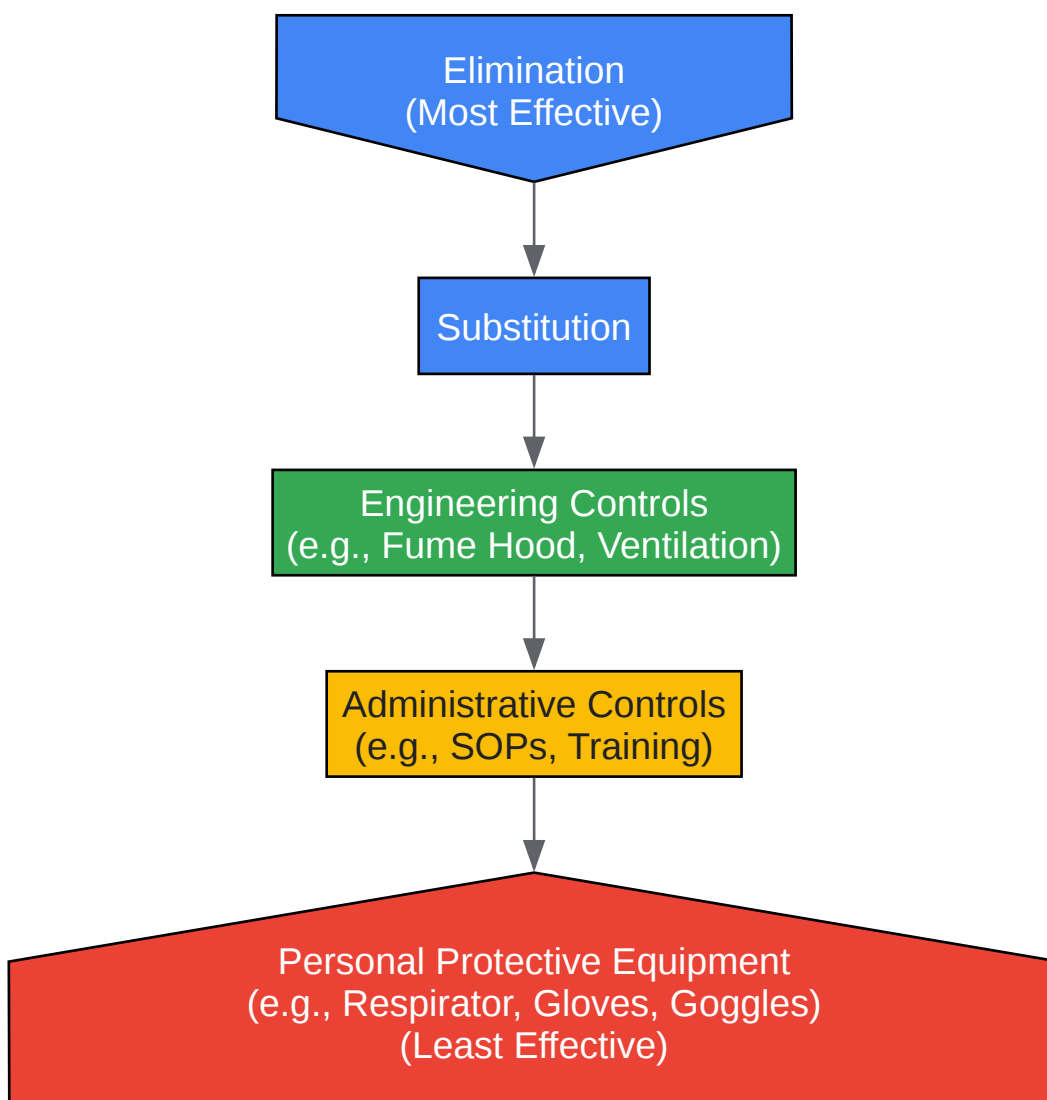 Elimination
(Most Effective)
Substitution
Engineering Controls
(e.g., Fume Hood, Ventilation)
Administrative Controls
(e.g., SOPs, Training)
Personal Protective Equipment
(e.g., Respirator, Gloves, Goggles)
(Least Effective)